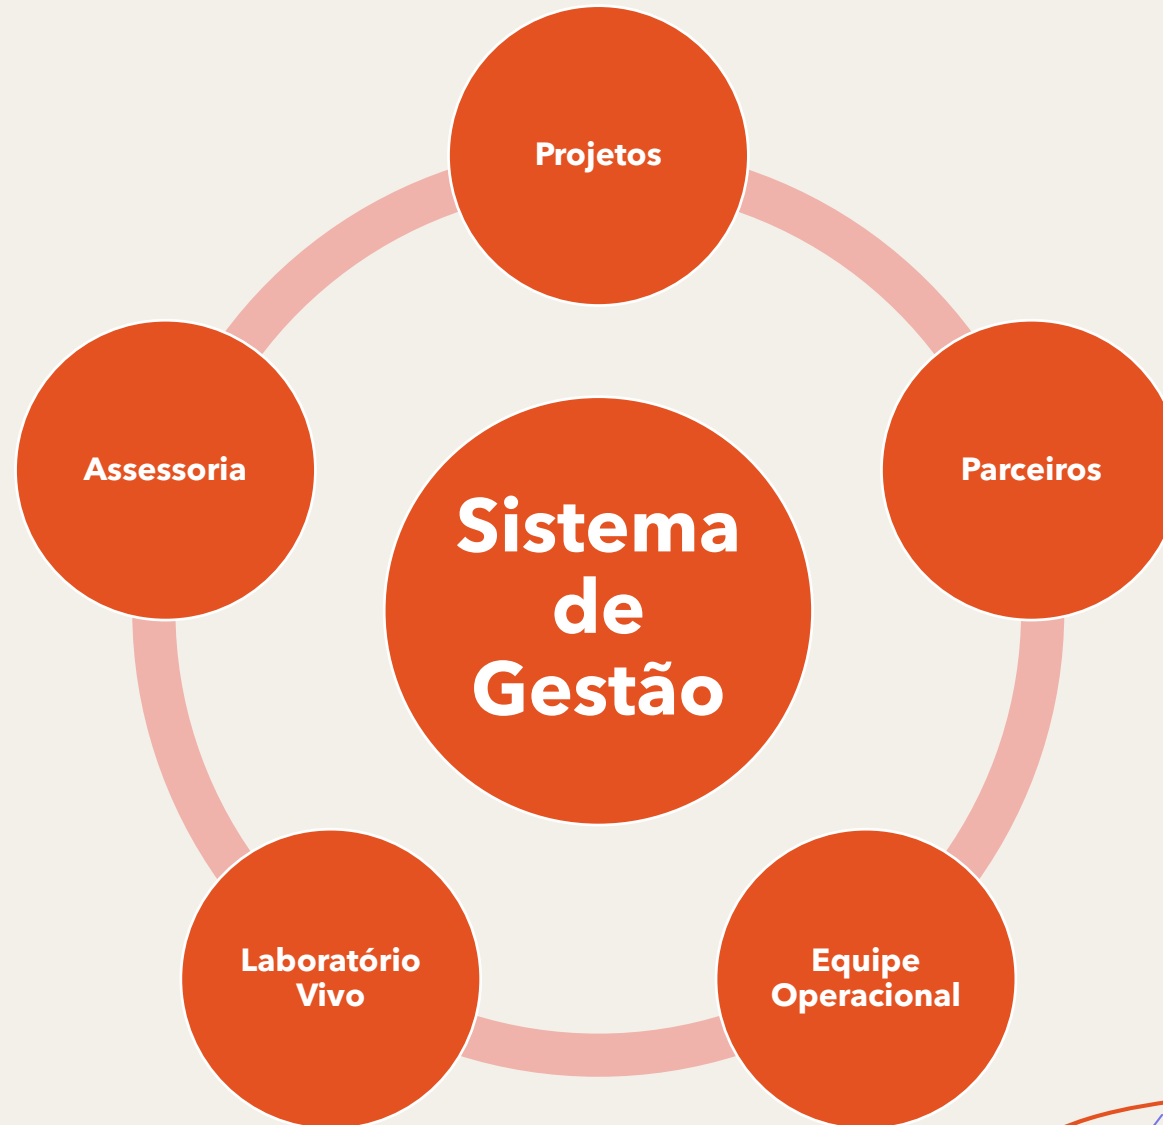 Projetos
Assessoria
Parceiros
Sistema
de
Gestão
Laboratório
Vivo
Equipe
Operacional